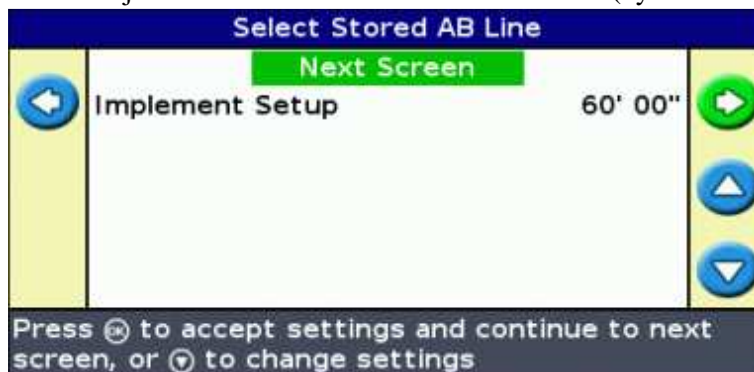 Select Stored AB Line
Next Screen
Implement Setup 60' 00"
Press OK to accept settings and continue to next
screen, or to change settings